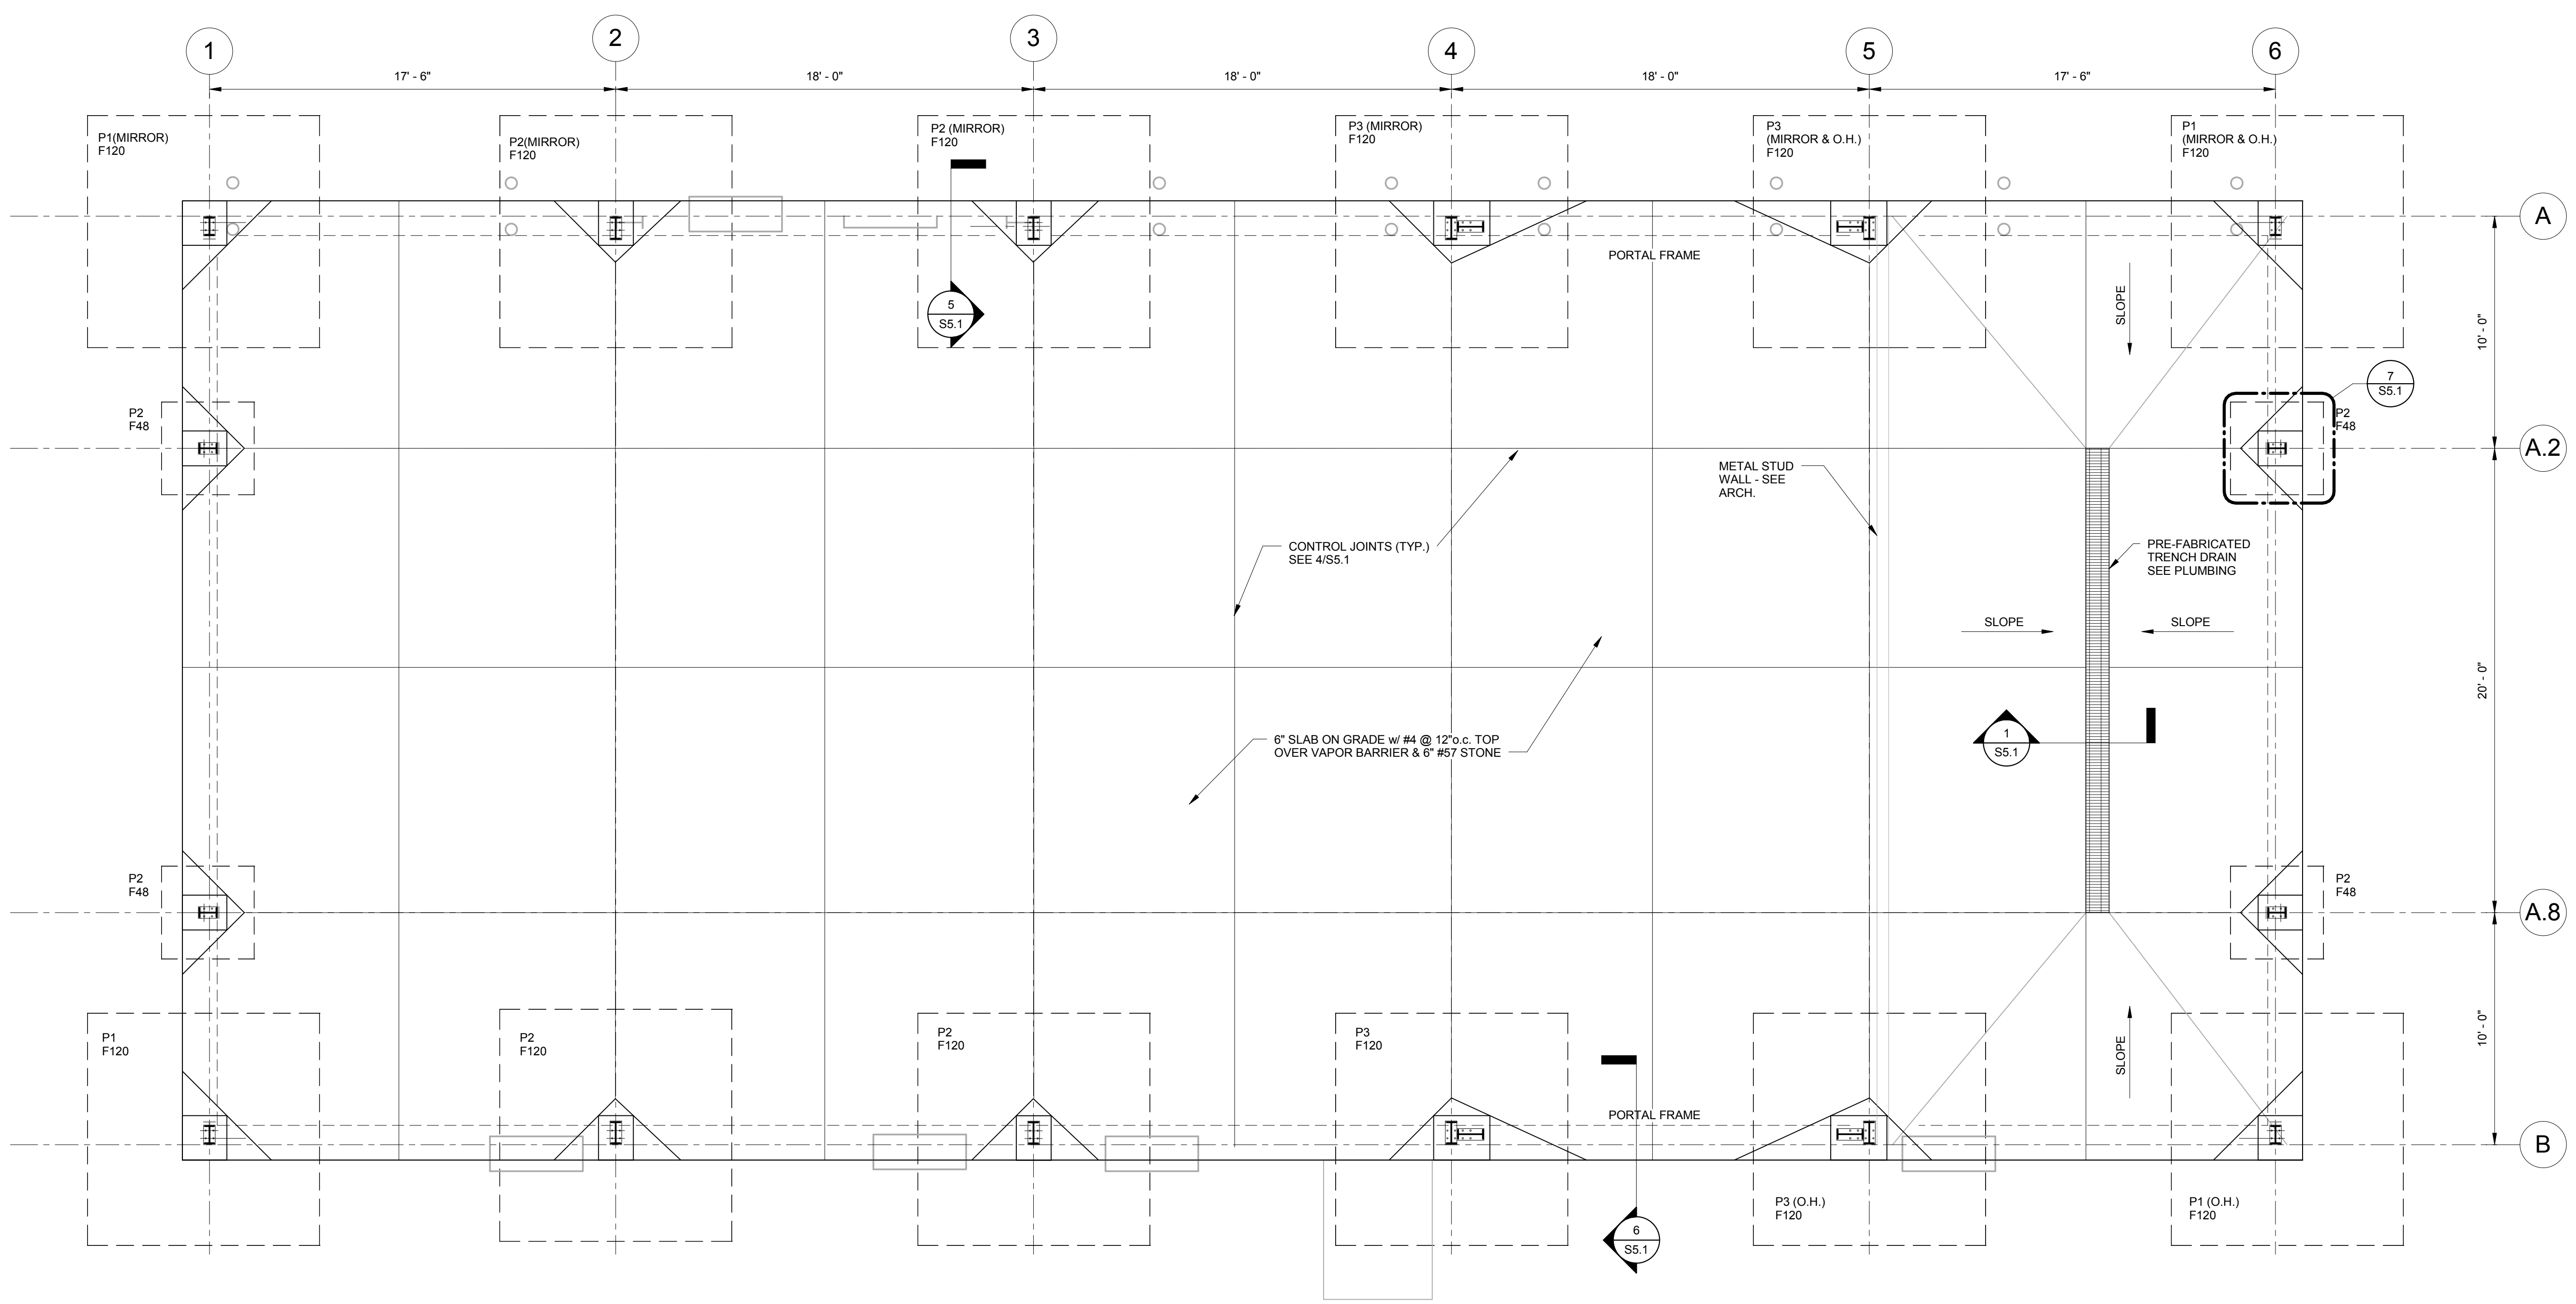 1
2
3
4
5
6
17' - 6"
18' - 0"
18' - 0"
18' - 0"
17' - 6"
P1(MIRROR)
F120
P2(MIRROR)
F120
P2 (MIRROR)
F120
P3 (MIRROR)
F120
P3
(MIRROR & O.H.)
F120
P1
(MIRROR & O.H.)
F120
A
PORTAL FRAME
5
S5.1
SLOPE
10' - 0"
7
S5.1
P2
F48
P2
F48
A.2
METAL STUD
WALL - SEE
ARCH.
CONTROL JOINTS (TYP.)
SEE 4/S5.1
PRE-FABRICATED
TRENCH DRAIN
SEE PLUMBING
SLOPE
SLOPE
20' - 0"
6" SLAB ON GRADE w/ #4 @ 12"o.c. TOP
OVER VAPOR BARRIER & 6" #57 STONE
1
S5.1
P2
F48
P2
F48
A.8
P1
F120
P2
F120
P2
F120
P3
F120
SLOPE
10' - 0"
PORTAL FRAME
B
P3 (O.H.)
F120
P1 (O.H.)
F120
6
S5.1